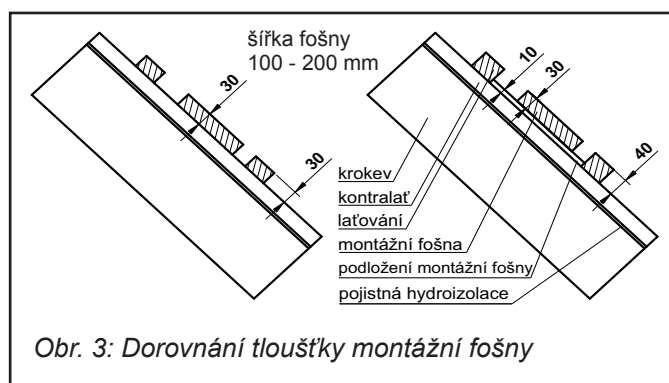 šířka fošny
100 - 200 mm
30
30
10
30
40
krokev
kontralať
laťování
montážní fošna
podložení montážní fošny
pojistná hydroizolace
Obr. 3: Dorovnání tloušťky montážní fošny